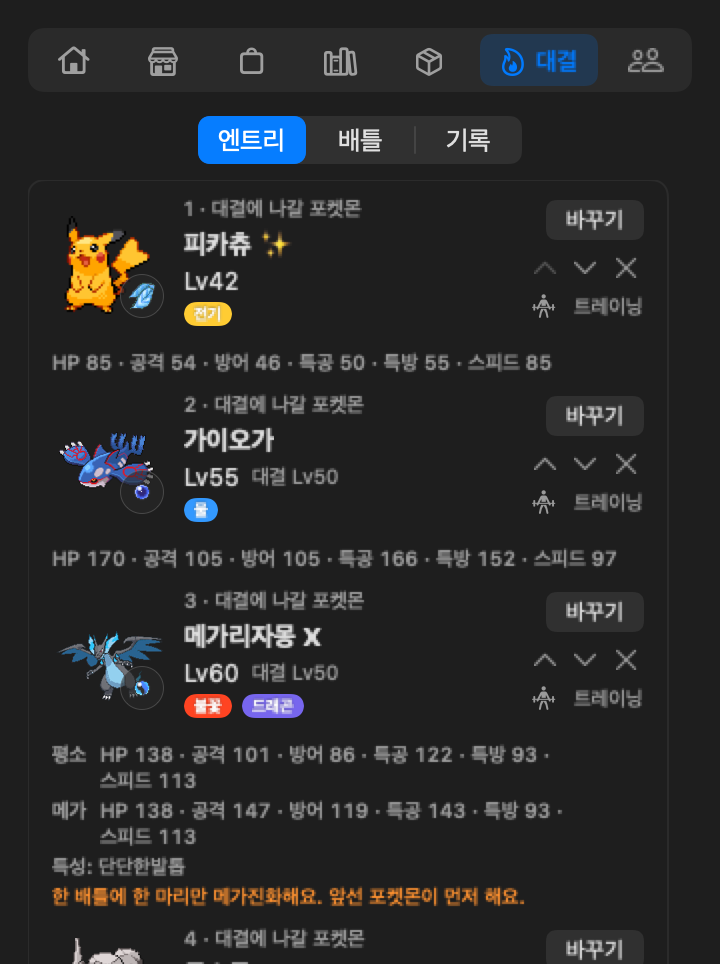 대결
엔트리
배틀
기록
1 · 대결에 나갈 포켓몬
바꾸기
피카츄 ✨
Lv42
전기
트레이닝
HP 85 · 공격 54 · 방어 46 · 특공 50 · 특방 55 · 스피드 85
2 · 대결에 나갈 포켓몬
바꾸기
가이오가
Lv55 대결 Lv50
물
트레이닝
HP 170 · 공격 105 · 방어 105 · 특공 166 · 특방 152 · 스피드 97
3 · 대결에 나갈 포켓몬
바꾸기
메가리자몽 X
Lv60 대결 Lv50
불꽃 드래곤
트레이닝
평소 HP 138 · 공격 101 · 방어 86 · 특공 122 · 특방 93 ·
스피드 113
메가 HP 138 · 공격 147 · 방어 119 · 특공 143 · 특방 93 ·
스피드 113
특성: 단단한발톱
한 배틀에 한 마리만 메가진화해요. 앞선 포켓몬이 먼저 해요.
4 · 대결에 나갈 포켓몬
바꾸기